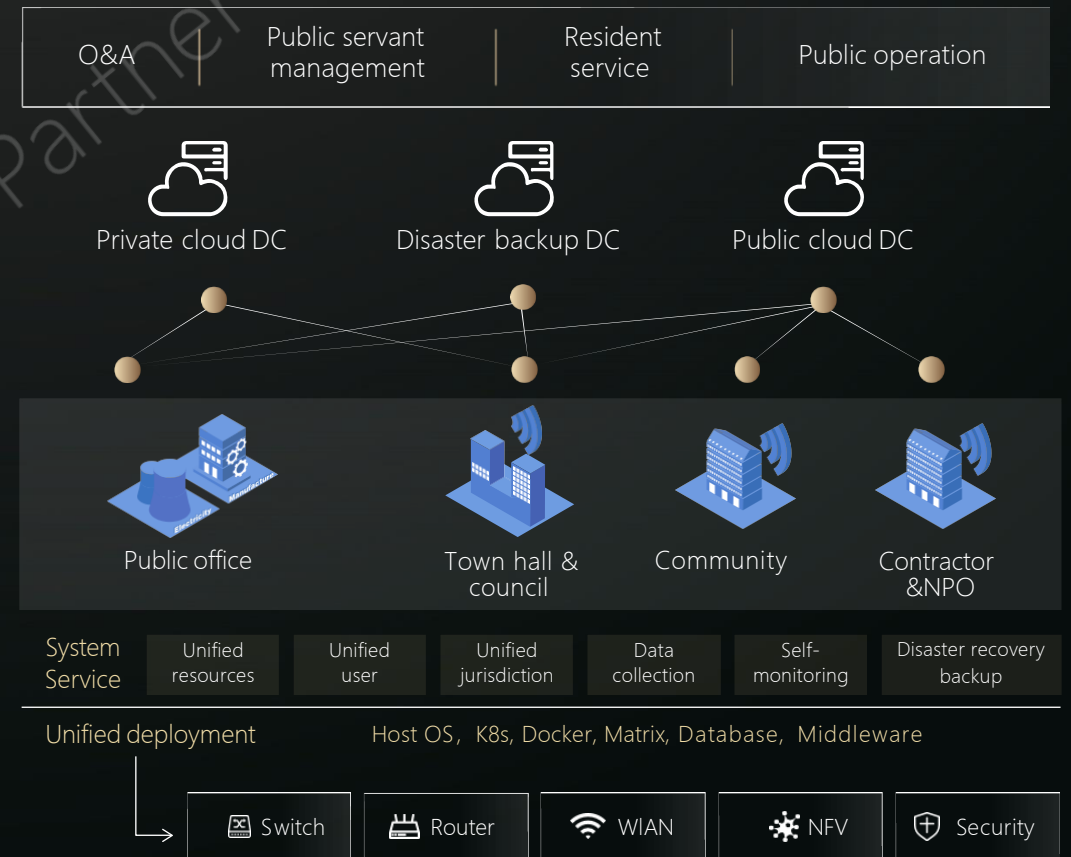 Partner
O&A
Public servant
management
Resident
service
Public operation
Private cloud DC
Disaster backup DC
Public cloud DC
Manufacture
Electricity
Public office
Town hall &
council
Community
Contractor
&NPO
System
Service
Unified
resources
Unified
user
Unified
jurisdiction
Data
collection
Self-
monitoring
Disaster recovery
backup
Unified deployment
Host OS, K8s, Docker, Matrix, Database, Middleware
Switch
Router
WlAN
NFV
Security